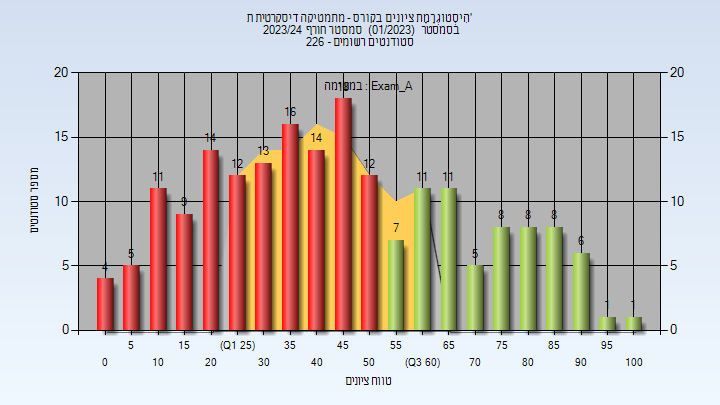 היסטוגרמת ציונים בקורס - מתמטיקה דיסקרטית ת'
בסמסטר (01/2023) סמסטר חורף 2023/24
סטודנטים רשומים - 226
במשימה : Exam_A
מספר סטודנטים
20 20
15 15
10 10
5 5
0 0
4 5 11 9 14 12 13 16 14 18 12 7 11 11 5 8 8 8 6 1 1
5 15 (Q1 25) 35 45 55 65 75 85 95
0 10 20 30 40 50 (Q3 60) 70 80 90 100
טווח ציונים